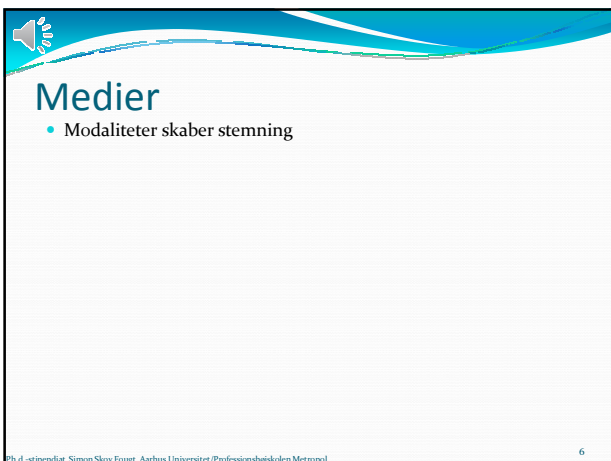 Medier
• Modaliteter skaber stemning
Ph.d.-stipendiat Simon Skov Fougt, Aarhus Universitet/Professionshøjskolen Metropol
6